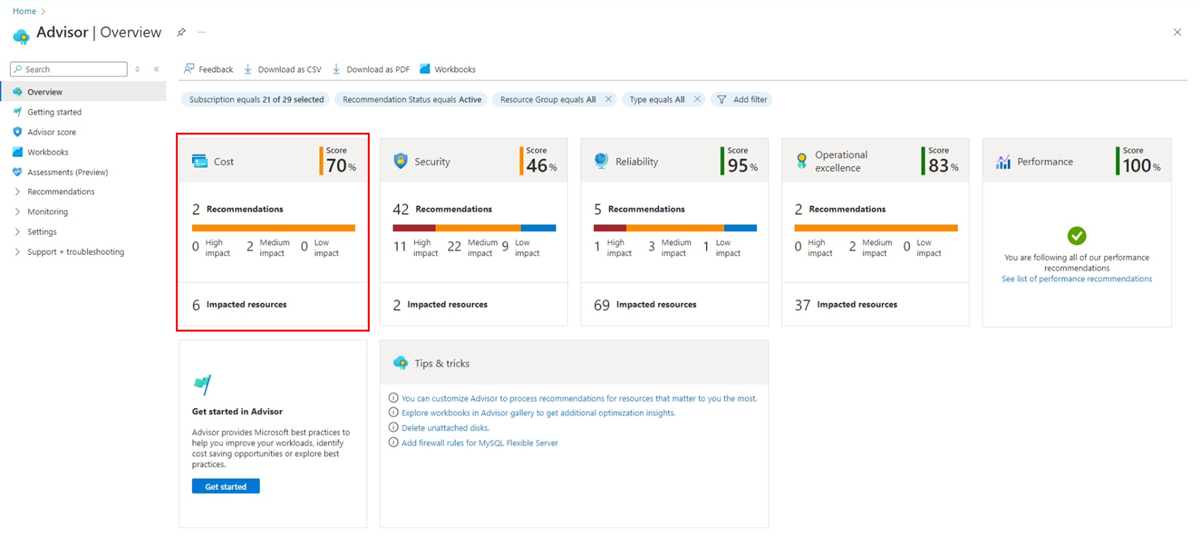 Home >
Advisor | Overview ···
Search
Feedback Download as CSV Download as PDF Workbooks
Subscription equals 21 of 29 selected Recommendation Status equals Active Resource Group equals All Type equals All Add filter
Overview
Getting started
Advisor score
Workbooks
Assessments (Preview)
Recommendations
Monitoring
Settings
Support + troubleshooting
Cost
Score
70%
2 Recommendations
0 High impact 2 Medium impact 0 Low impact
6 Impacted resources
Security
Score
46%
42 Recommendations
11 High impact 22 Medium impact 9 Low impact
2 Impacted resources
Reliability
Score
95%
5 Recommendations
1 High impact 3 Medium impact 1 Low impact
69 Impacted resources
Operational
excellence
Score
83%
2 Recommendations
0 High impact 2 Medium impact 0 Low impact
37 Impacted resources
Performance
Score
100%
You are following all of our performance
recommendations
See list of performance recommendations
Get started in Advisor
Advisor provides Microsoft best practices to
help you improve your workloads, identify
cost saving opportunities or explore best
practices.
Get started
Tips & tricks
You can customize Advisor to process recommendations for resources that matter to you the most.
Explore workbooks in Advisor gallery to get additional optimization insights.
Delete unattached disks.
Add firewall rules for MySQL Flexible Server